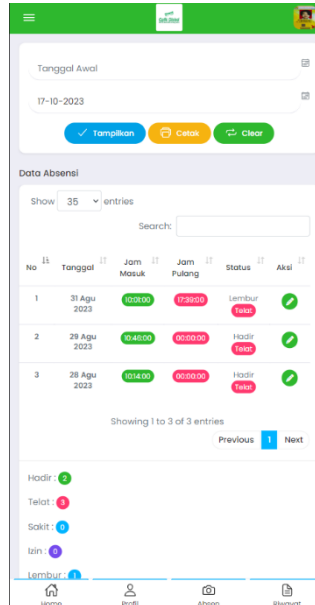 Tanggal Awal
17-10-2023
Tampilkan Cetak Clear
Data Absensi
Show 35 entries
Search:
No Tanggal Jam Masuk Jam Pulang Status Aksi
1 31 Agu 2023 10:01:00 17:39:00 Lembur Telat
2 29 Agu 2023 10:46:00 00:00:00 Hadir Telat
3 28 Agu 2023 10:14:00 00:00:00 Hadir Telat
Showing 1 to 3 of 3 entries
Previous 1 Next
Hadir : 2
Telat : 3
Sakit : 0
Izin : 0
Lembur : 1
Home Profil Absen Riwayat